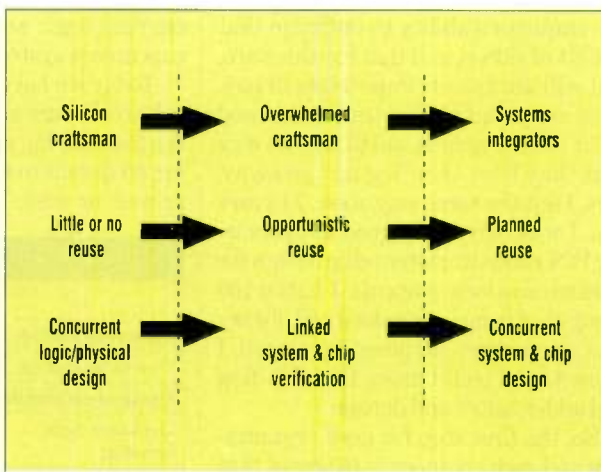 Silicon
craftsman
Overwhelmed
craftsman
Systems
integrators
Little or no
reuse
Opportunistic
reuse
Planned
reuse
Concurrent
logic/physical
design
Linked
system & chip
verification
Concurrent
system & chip
design